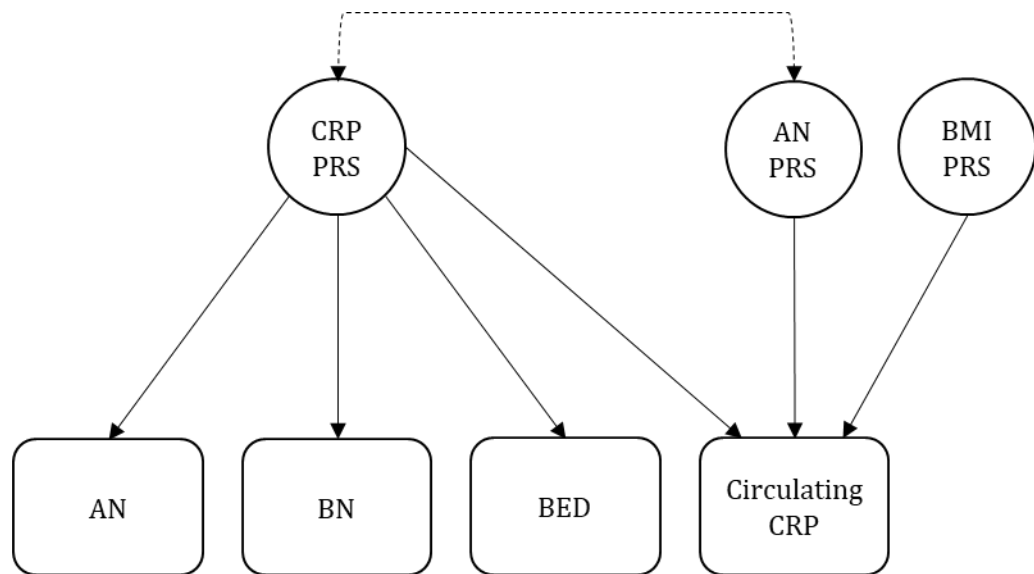 CRP
PRS
AN
PRS
BMI
PRS
AN
BN
BED
Circulating
CRP